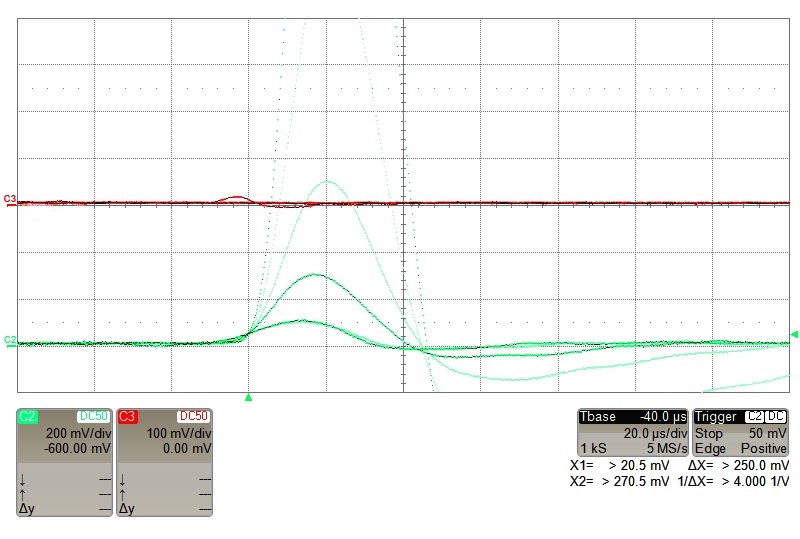 C3
C2
C2 DC50
200 mV/div
-600.00 mV
↓ ---
↑ ---
Δy ---
C3 DC50
100 mV/div
0.00 mV
↓ ---
↑ ---
Δy ---
Tbase -40.0 µs
20.0 µs/div
1 kS 5 MS/s
Trigger C2 DC
Stop 50 mV
Edge Positive
X1= > 20.5 mV ΔX= > 250.0 mV
X2= > 270.5 mV 1/ΔX= > 4.000 1/V